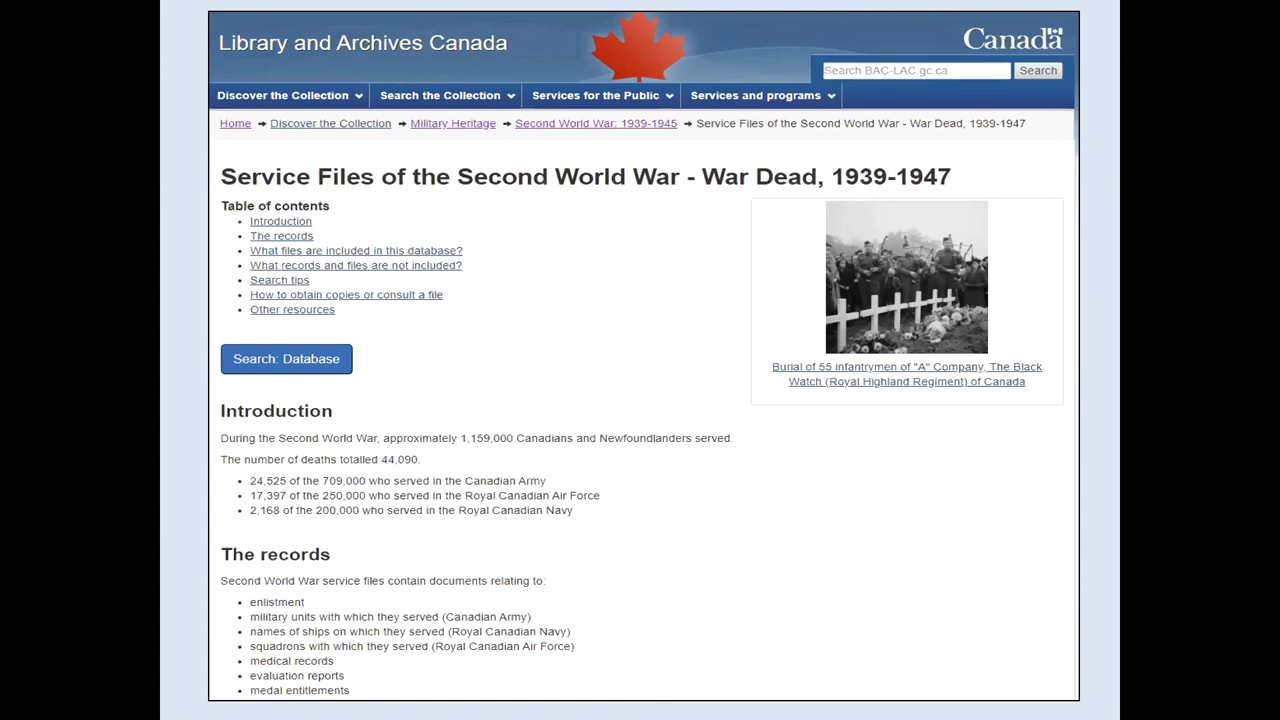 Library and Archives Canada
Canada
Search BAC-LAC.gc.ca Search
Discover the Collection Search the Collection Services for the Public Services and programs
Home Discover the Collection Military Heritage Second World War: 1939-1945 Service Files of the Second World War - War Dead, 1939-1947
Service Files of the Second World War - War Dead, 1939-1947
Table of contents
• Introduction
• The records
• What files are included in this database?
• What records and files are not included?
• Search tips
• How to obtain copies or consult a file
• Other resources
Burial of 55 infantrymen of "A" Company, The Black
Watch (Royal Highland Regiment) of Canada
Search: Database
Introduction
During the Second World War, approximately 1,159,000 Canadians and Newfoundlanders served.
The number of deaths totalled 44,090.
• 24,525 of the 709,000 who served in the Canadian Army
• 17,397 of the 250,000 who served in the Royal Canadian Air Force
• 2,168 of the 200,000 who served in the Royal Canadian Navy
The records
Second World War service files contain documents relating to:
• enlistment
• military units with which they served (Canadian Army)
• names of ships on which they served (Royal Canadian Navy)
• squadrons with which they served (Royal Canadian Air Force)
• medical records
• evaluation reports
• medal entitlements